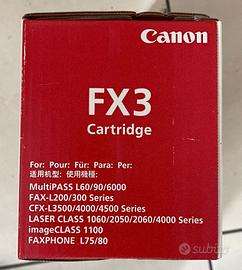 Canon
FX3
Cartridge
For: Pour: Für: Para: Per:
适用机型: 使用機種:
MultiPASS L60/90/6000
FAX-L200/300 Series
CFX-L3500/4000/4500 Series
LASER CLASS 1060/2050/2060/4000 Series
imageCLASS 1100
FAXPHONE L75/80
subito